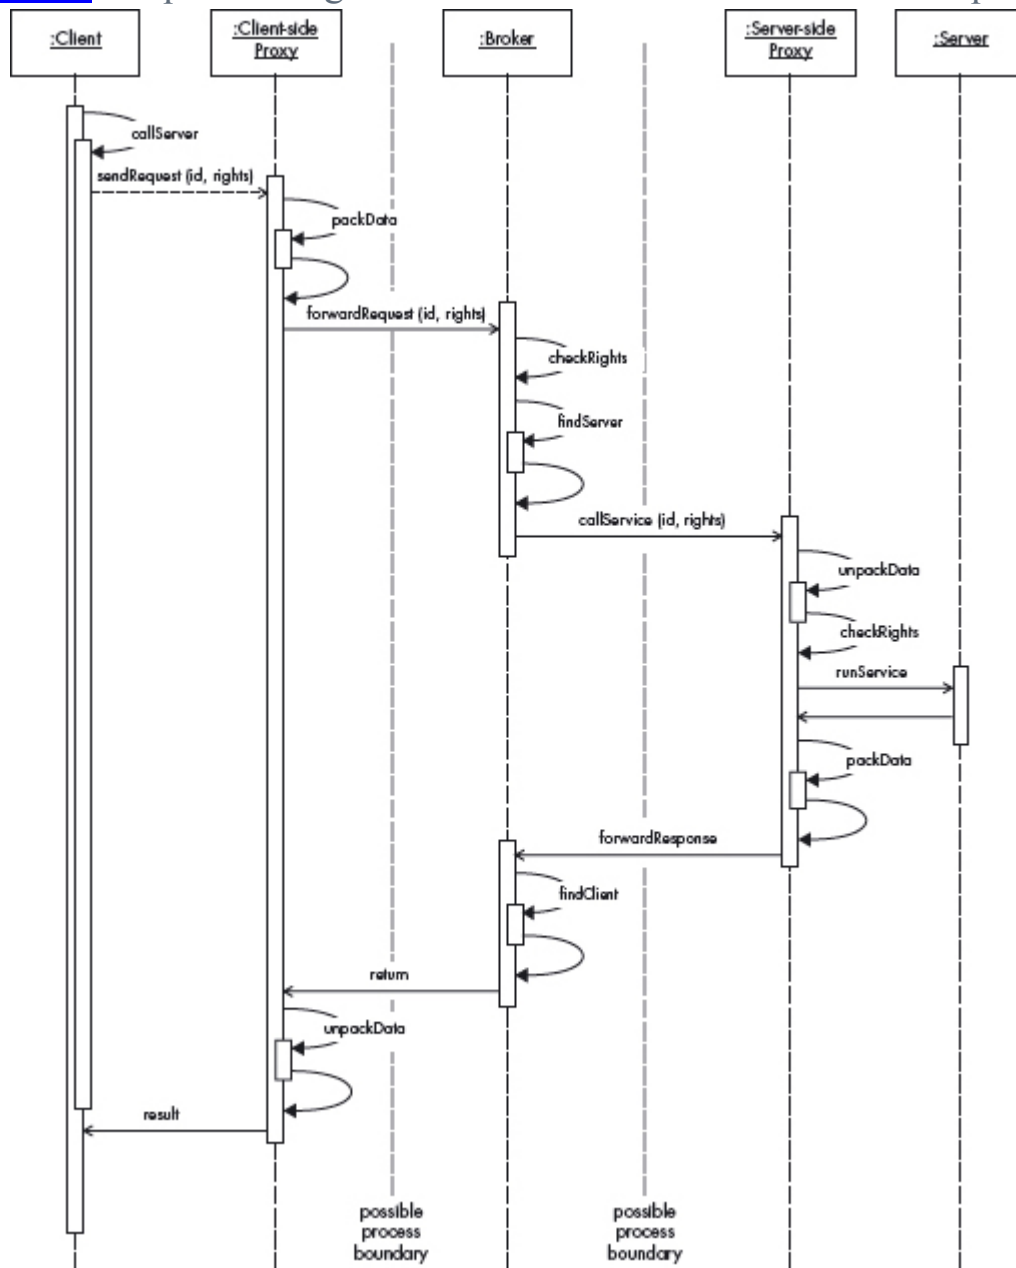 :Client
:Client-side
Proxy
:Broker
:Server-side
Proxy
:Server
callServer
sendRequest (id, rights)
packData
forwardRequest (id, rights)
checkRights
findServer
callService (id, rights)
unpackData
checkRights
runService
packData
forwardResponse
findClient
return
unpackData
result
possible
process
boundary
possible
process
boundary